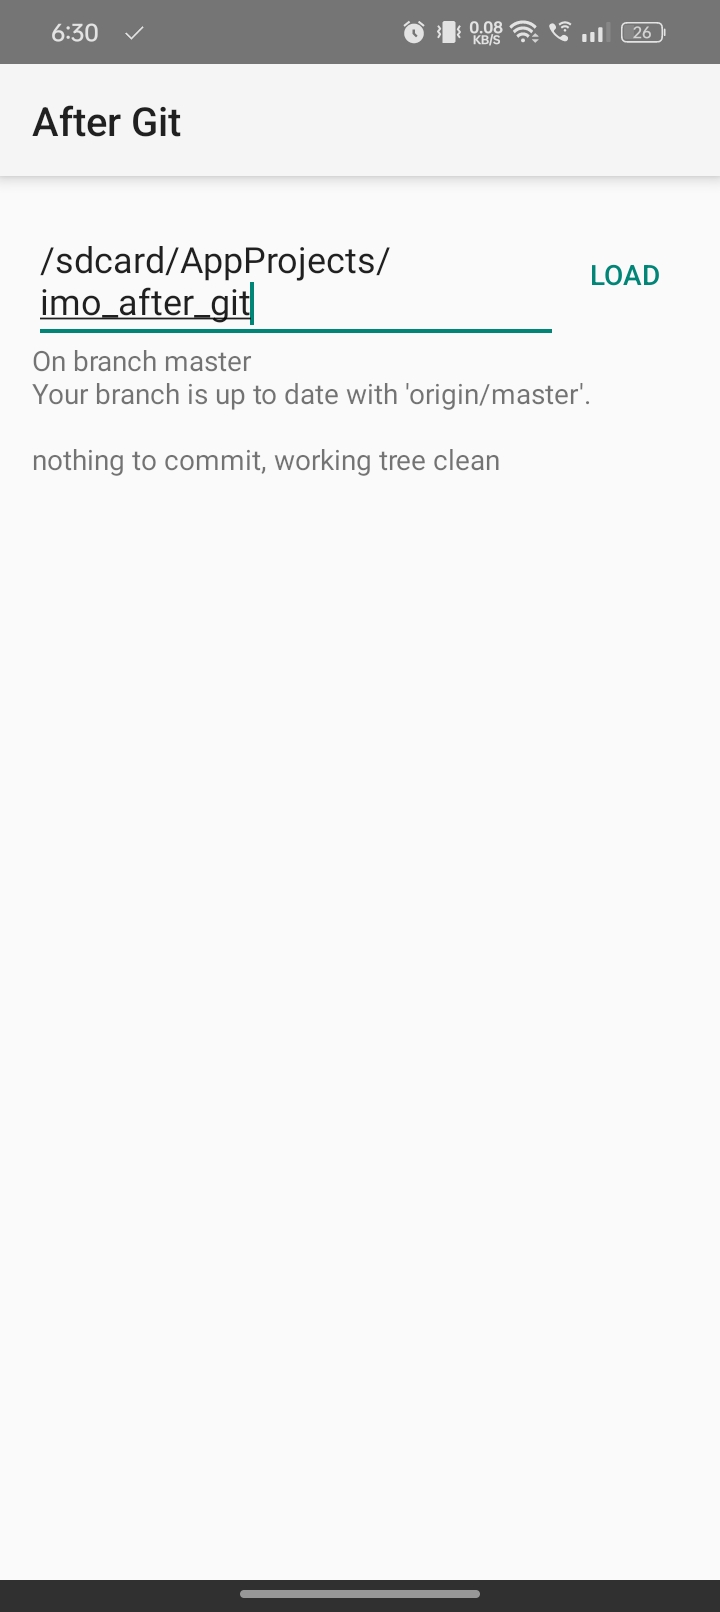 6:30
0.08
KB/S
26
After Git
/sdcard/AppProjects/
imo_after_git
LOAD
On branch master
Your branch is up to date with 'origin/master'.
nothing to commit, working tree clean